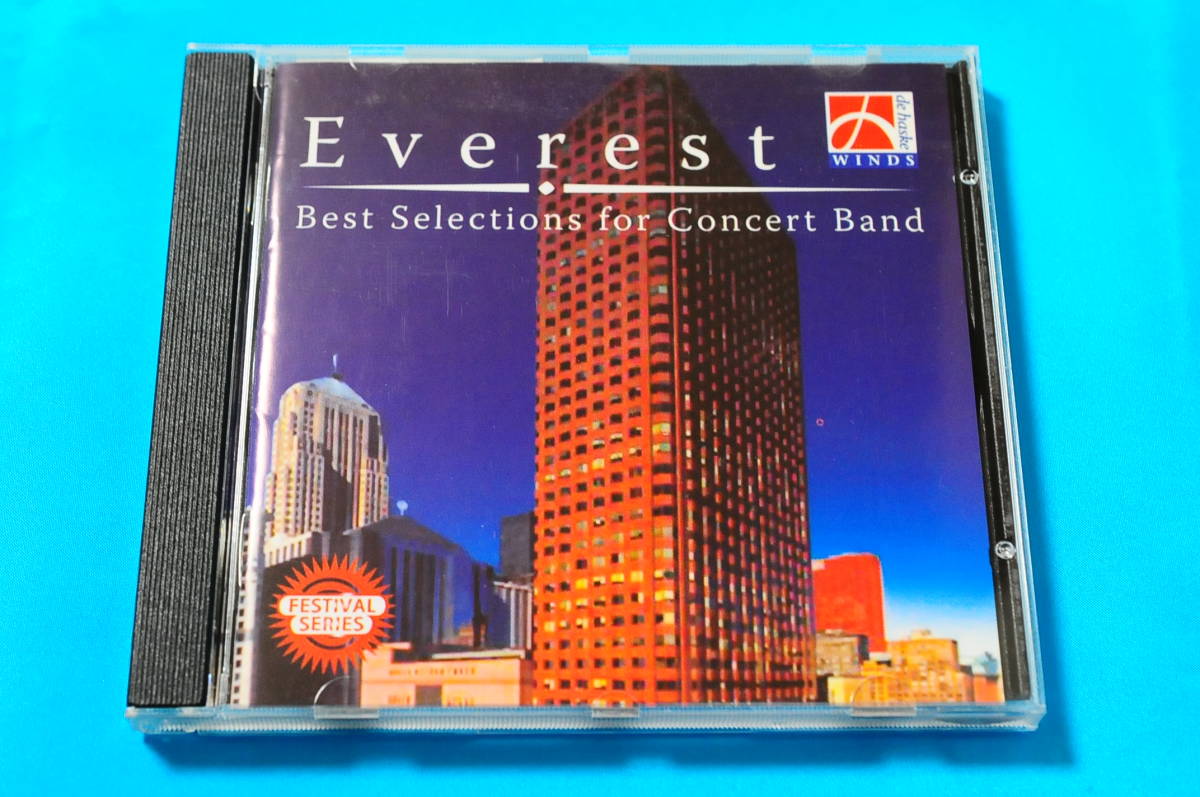 Everest
de haske
WINDS
Best Selections for Concert Band
FESTIVAL
SERIES